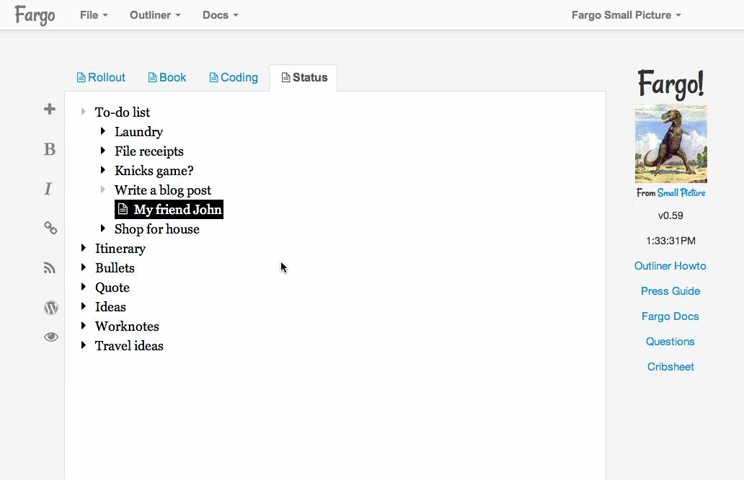 Fargo File Outliner Docs Fargo Small Picture
Rollout Book Coding Status
Fargo!
To-do list
Laundry
File receipts
Knicks game?
Write a blog post
My friend John
Shop for house
Itinerary
Bullets
Quote
Ideas
Worknotes
Travel ideas
B
I
From Small Picture
v0.59
1:33:31PM
Outliner Howto
Press Guide
Fargo Docs
Questions
Cribsheet